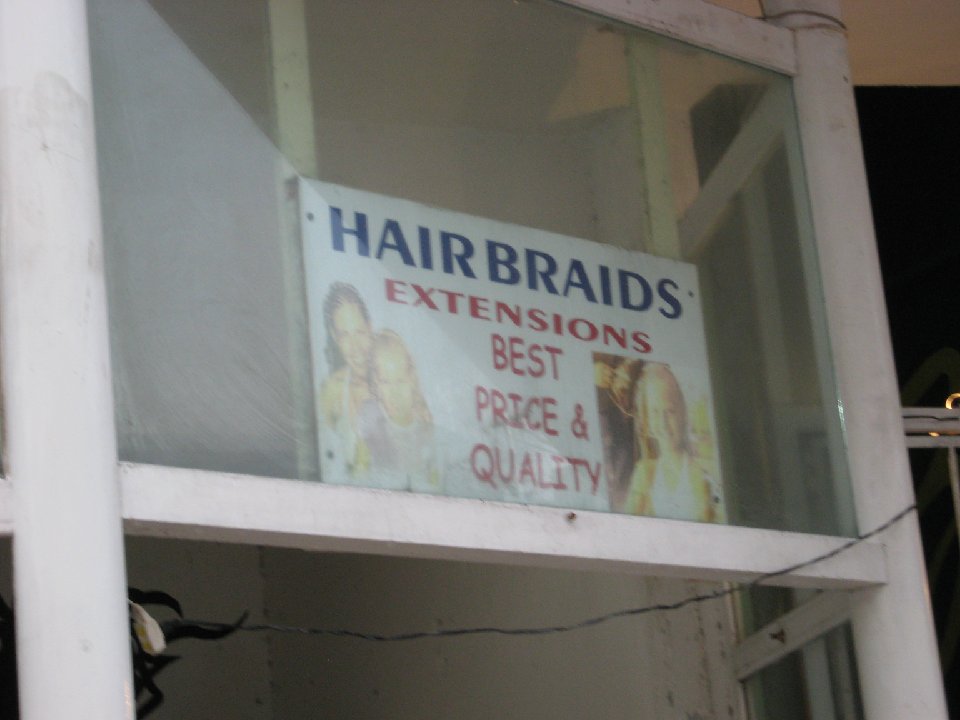 HAIR BRAIDS
EXTENSIONS
BEST
PRICE &
QUALITY